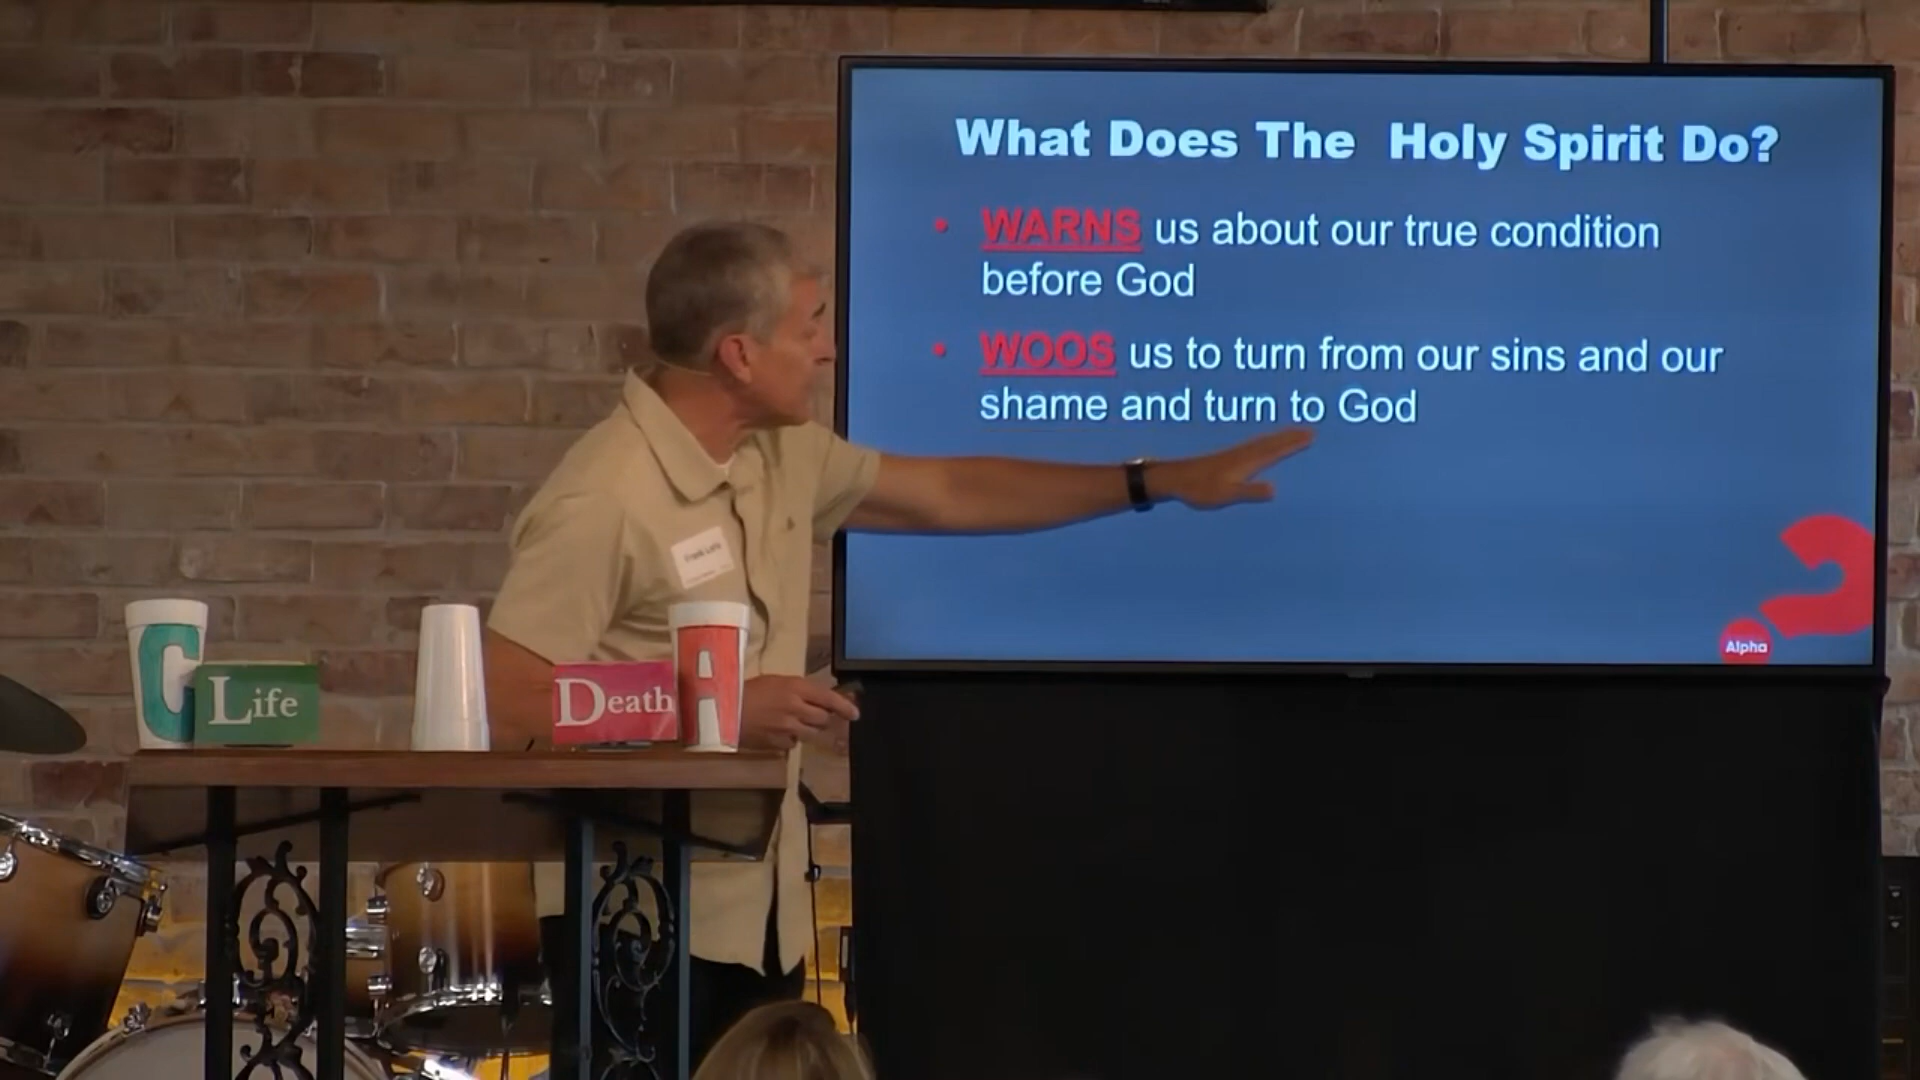 What Does The Holy Spirit Do?
• WARNS us about our true condition
before God
• WOOS us to turn from our sins and our
shame and turn to God
Alpha
C
Life
Death
A